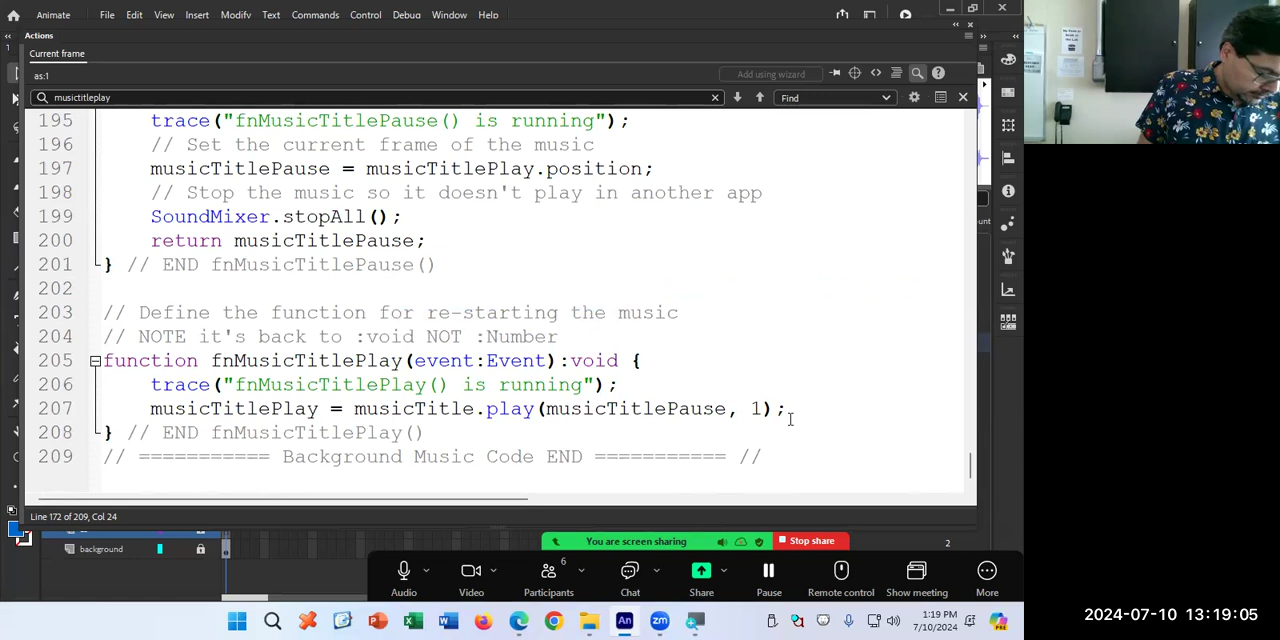 Animate File Edit View Insert Modify Text Commands Control Debug Window Help
Actions
Current frame
as:1
Add using wizard
musictitleplay
Find
195 trace("fnMusicTitlePause() is running");
196 // Set the current frame of the music
197 musicTitlePause = musicTitlePlay.position;
198 // Stop the music so it doesn't play in another app
199 SoundMixer.stopAll();
200 return musicTitlePause;
201 } // END fnMusicTitlePause()
202
203 // Define the function for re-starting the music
204 // NOTE it's back to :void NOT :Number
205 function fnMusicTitlePlay(event:Event):void {
206 trace("fnMusicTitlePlay() is running");
207 musicTitlePlay = musicTitle.play(musicTitlePause, 1);
208 } // END fnMusicTitlePlay()
209 // =========== Background Music Code END =========== //
Line 172 of 209, Col 24
You are screen sharing
Stop share
2
background
6
Audio Video Participants Chat Share Pause Remote control Show meeting More
1:19 PM
7/10/2024
2024-07-10 13:19:05